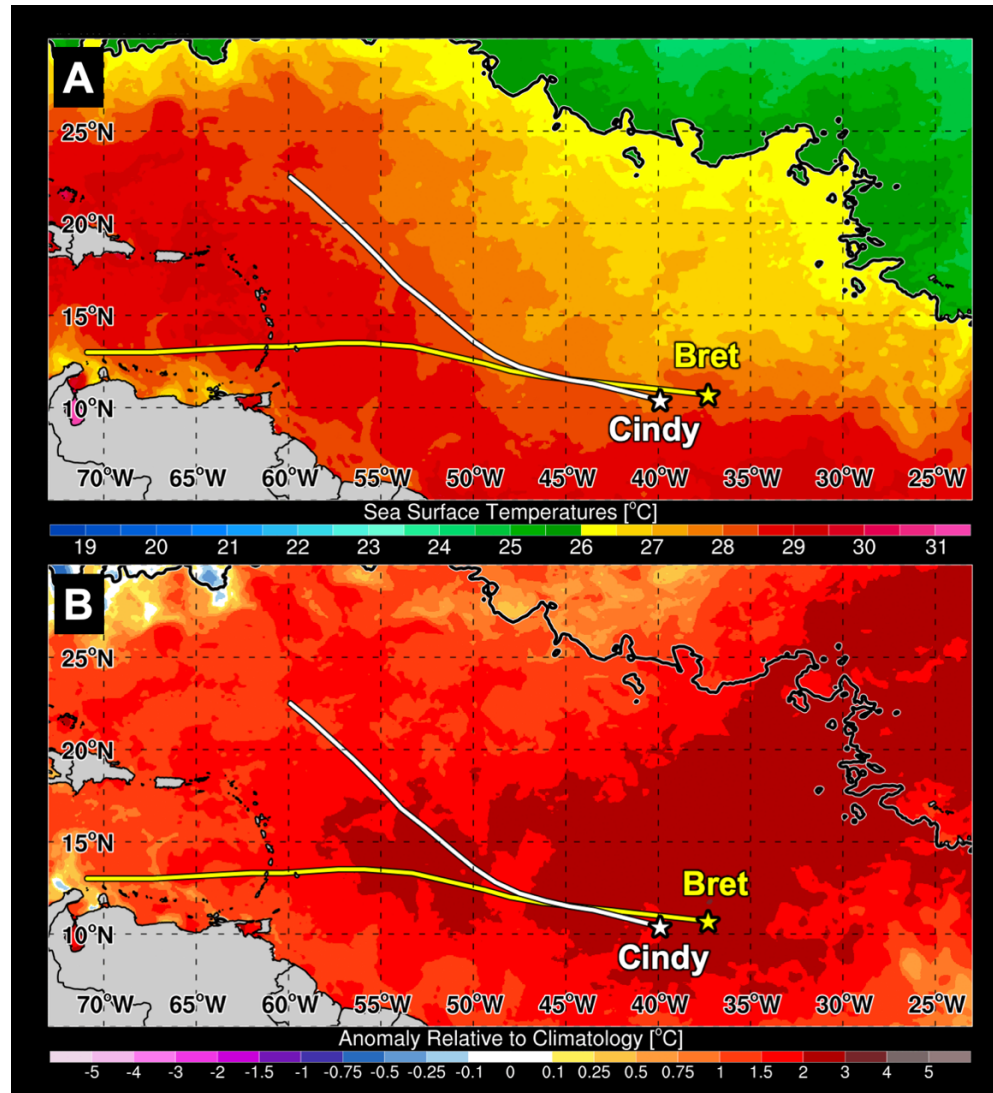 A
25°N
20°N
15°N
10°N
Bret
Cindy
70°W 65°W 60°W 55°W 50°W 45°W 40°W 35°W 30°W 25°W
Sea Surface Temperatures [°C]
19 20 21 22 23 24 25 26 27 28 29 30 31
B
25°N
20°N
15°N
10°N
Bret
Cindy
70°W 65°W 60°W 55°W 50°W 45°W 40°W 35°W 30°W 25°W
Anomaly Relative to Climatology [°C]
-5 -4 -3 -2 -1.5 -1 -0.75 -0.5 -0.25 -0.1 0 0.1 0.25 0.5 0.75 1 1.5 2 3 4 5